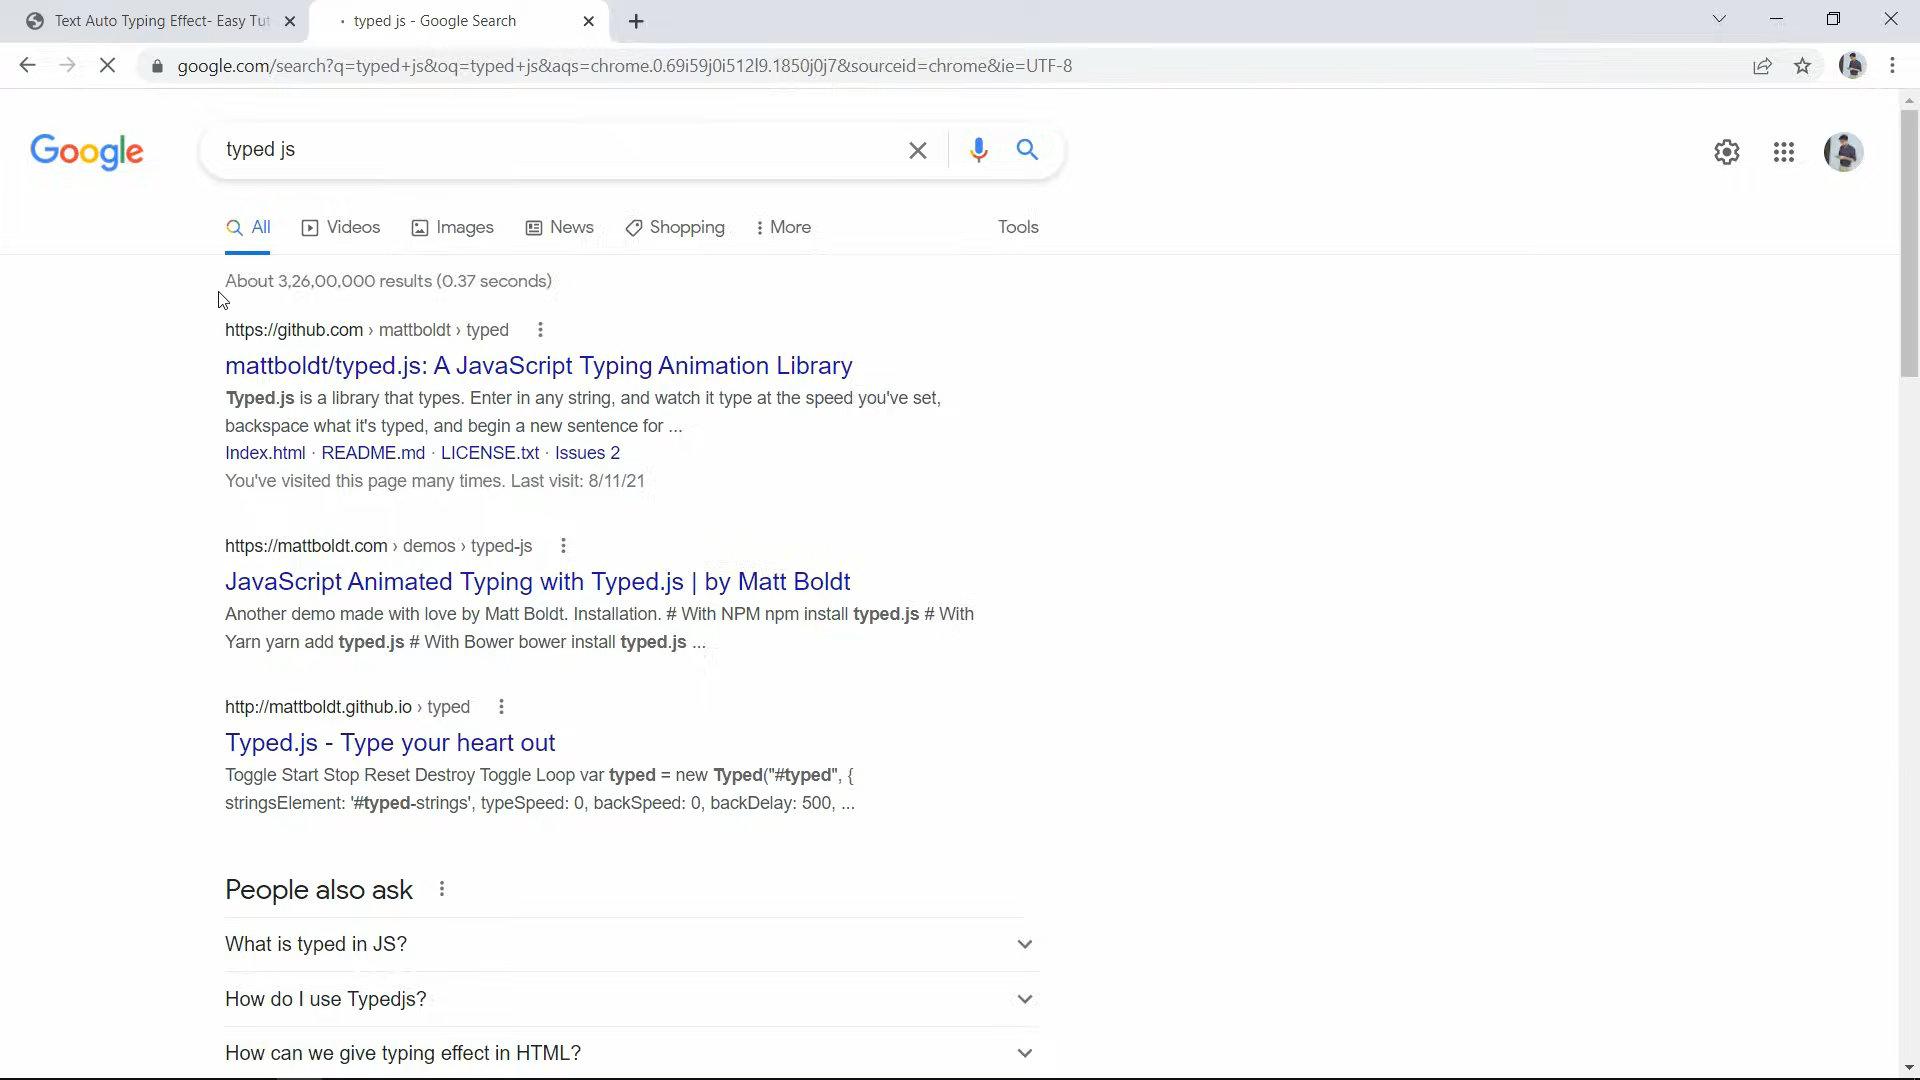 Text Auto Typing Effect- Easy Tut
typed js - Google Search
google.com/search?q=typed+js&oq=typed+js&aqs=chrome.0.69i59j0i512l9.1850j0j7&sourceid=chrome&ie=UTF-8
Google
typed js
All
Videos
Images
News
Shopping
More
Tools
About 3,26,00,000 results (0.37 seconds)
https://github.com › mattboldt › typed
mattboldt/typed.js: A JavaScript Typing Animation Library
Typed.js is a library that types. Enter in any string, and watch it type at the speed you've set,
backspace what it's typed, and begin a new sentence for ...
Index.html · README.md · LICENSE.txt · Issues 2
You've visited this page many times. Last visit: 8/11/21
https://mattboldt.com › demos › typed-js
JavaScript Animated Typing with Typed.js | by Matt Boldt
Another demo made with love by Matt Boldt. Installation. # With NPM npm install typed.js # With
Yarn yarn add typed.js # With Bower bower install typed.js ...
http://mattboldt.github.io › typed
Typed.js - Type your heart out
Toggle Start Stop Reset Destroy Toggle Loop var typed = new Typed("#typed", {
stringsElement: '#typed-strings', typeSpeed: 0, backSpeed: 0, backDelay: 500, ...
People also ask
What is typed in JS?
How do I use Typedjs?
How can we give typing effect in HTML?